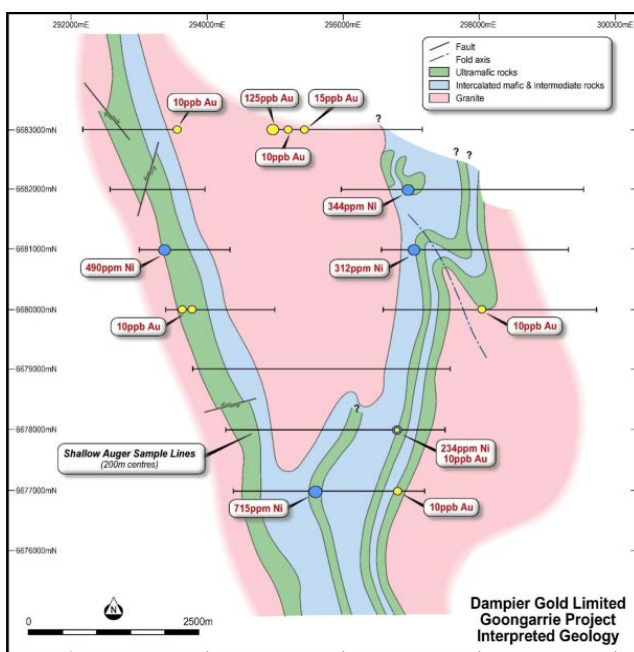 292000mE
294000mE
296000mE
298000mE
300000mE
Fault
Fold axis
Ultramafic rocks
Intercalated mafic & intermediate rocks
Granite
10ppb Au
125ppb Au
15ppb Au
10ppb Au
?
?
?
6683000mN
6682000mN
344ppm Ni
6681000mN
490ppm Ni
312ppm Ni
6680000mN
10ppb Au
10ppb Au
6679000mN
?
6678000mN
Shallow Auger Sample Lines
(200m centres)
234ppm Ni
10ppb Au
6677000mN
715ppm Ni
10ppb Au
6676000mN
N
0
2500m
Dampier Gold Limited
Goongarrie Project
Interpreted Geology